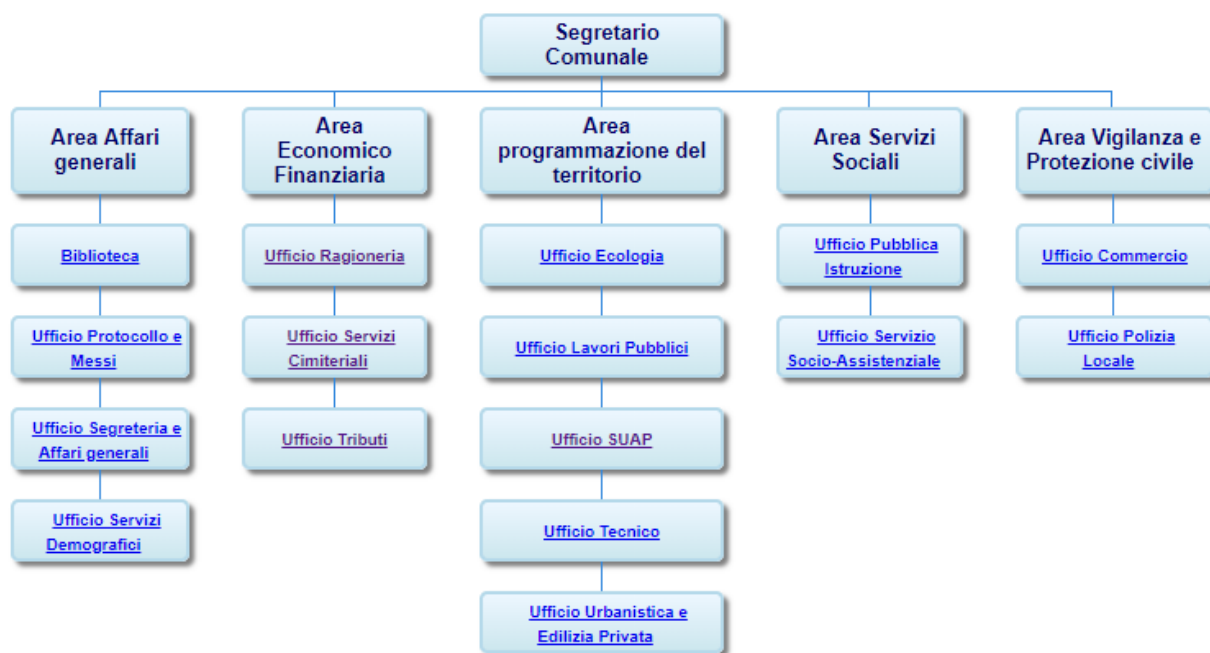 Segretario
Comunale
Area Affari
generali
Area
Economico
Finanziaria
Area
programmazione del
territorio
Area Servizi
Sociali
Area Vigilanza e
Protezione civile
Biblioteca
Ufficio Ragioneria
Ufficio Ecologia
Ufficio Pubblica
Istruzione
Ufficio Commercio
Ufficio Protocollo e
Messi
Ufficio Servizi
Cimiteriali
Ufficio Lavori Pubblici
Ufficio Servizio
Socio-Assistenziale
Ufficio Polizia
Locale
Ufficio Segreteria e
Affari generali
Ufficio Tributi
Ufficio SUAP
Ufficio Servizi
Demografici
Ufficio Tecnico
Ufficio Urbanistica e
Edilizia Privata